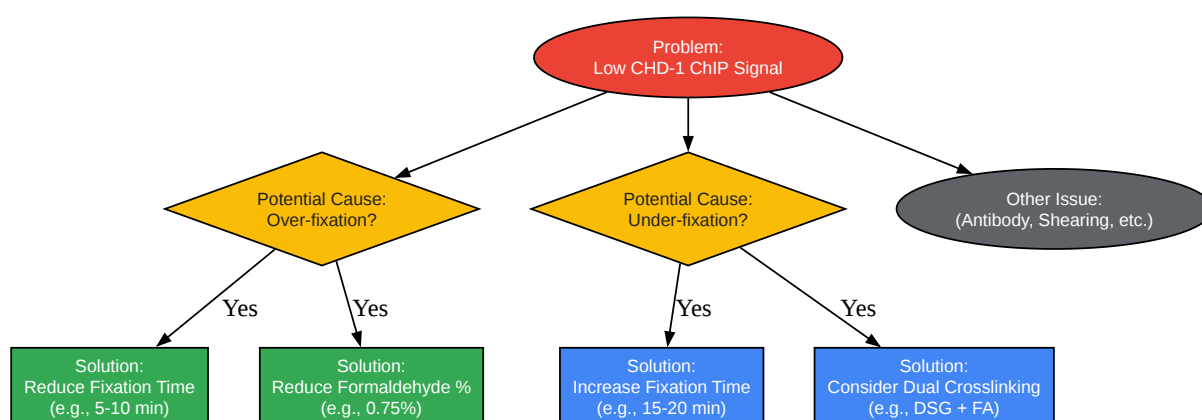 Problem:
Low CHD-1 ChIP Signal
Potential Cause:
Over-fixation?
Potential Cause:
Under-fixation?
Other Issue:
(Antibody, Shearing, etc.)
Yes
Yes
Yes
Yes
Solution:
Reduce Fixation Time
(e.g., 5-10 min)
Solution:
Reduce Formaldehyde %
(e.g., 0.75%)
Solution:
Increase Fixation Time
(e.g., 15-20 min)
Solution:
Consider Dual Crosslinking
(e.g., DSG + FA)